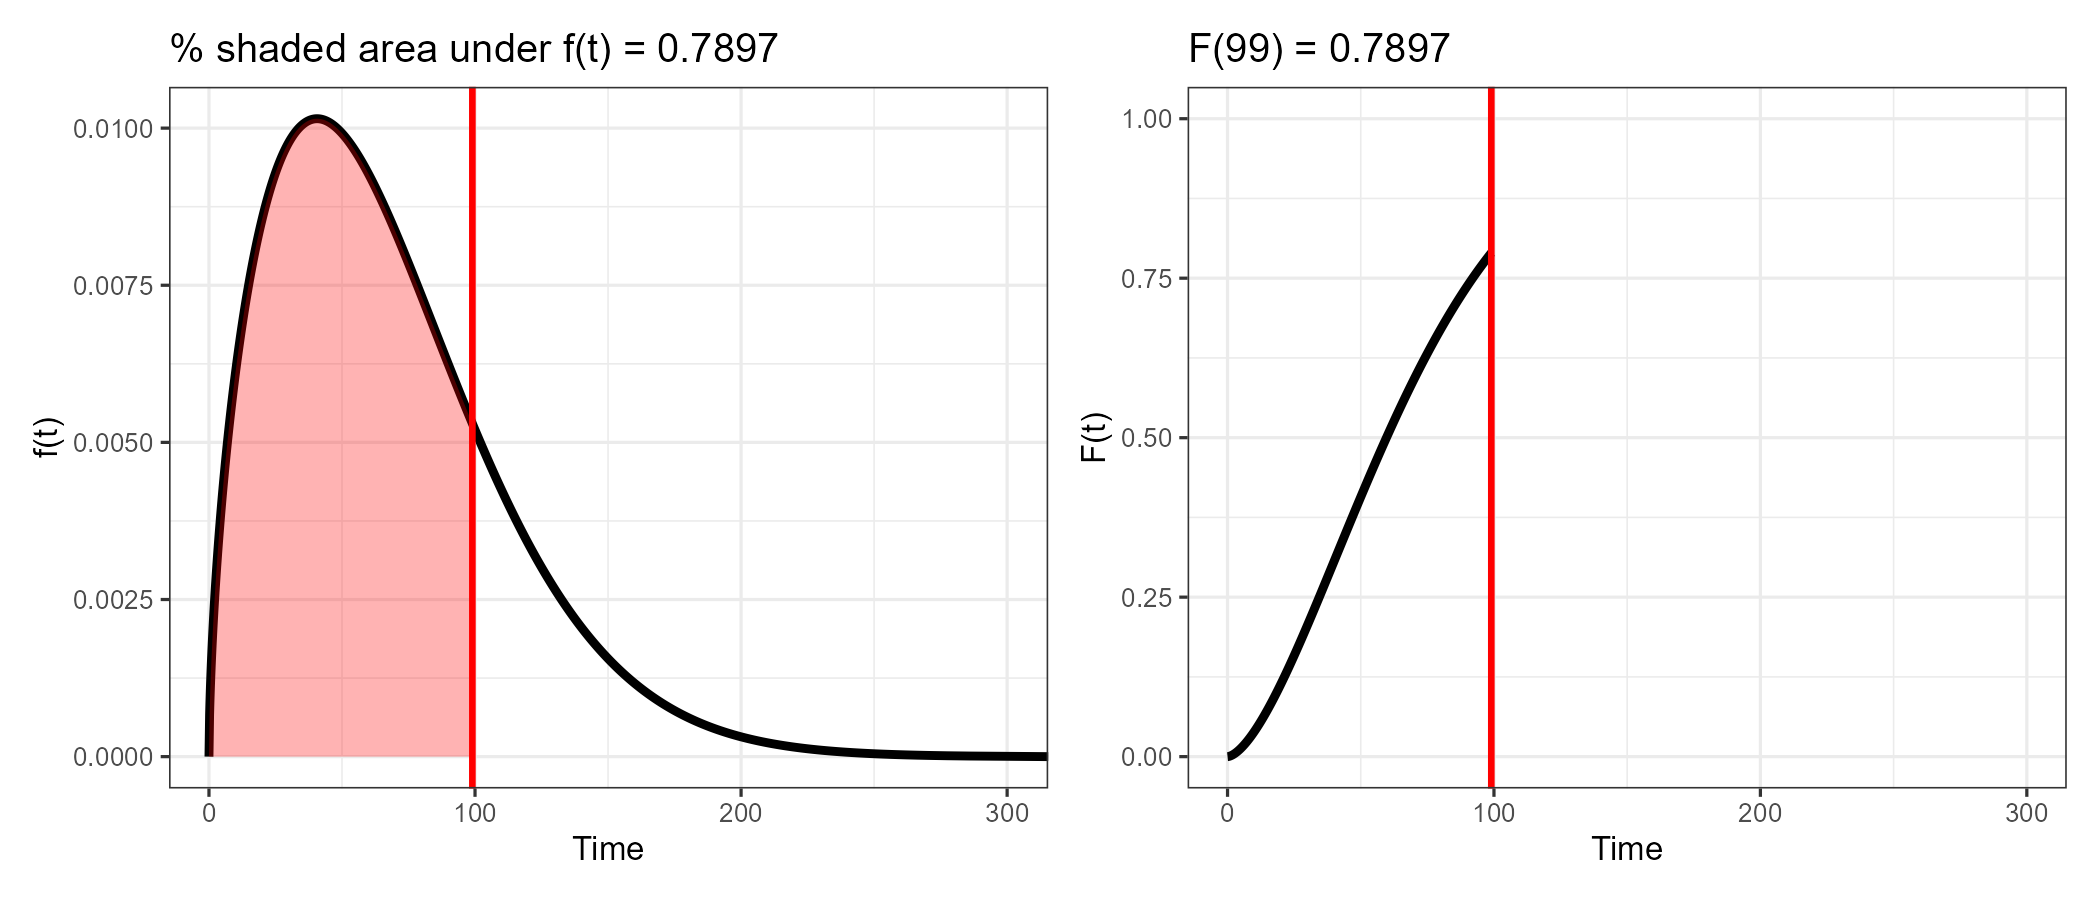 % shaded area under f(t) = 0.7897
f(t)
0.0100
0.0075
0.0050
0.0025
0.0000
0 100 200 300
Time
F(99) = 0.7897
F(t)
1.00
0.75
0.50
0.25
0.00
0 100 200 300
Time